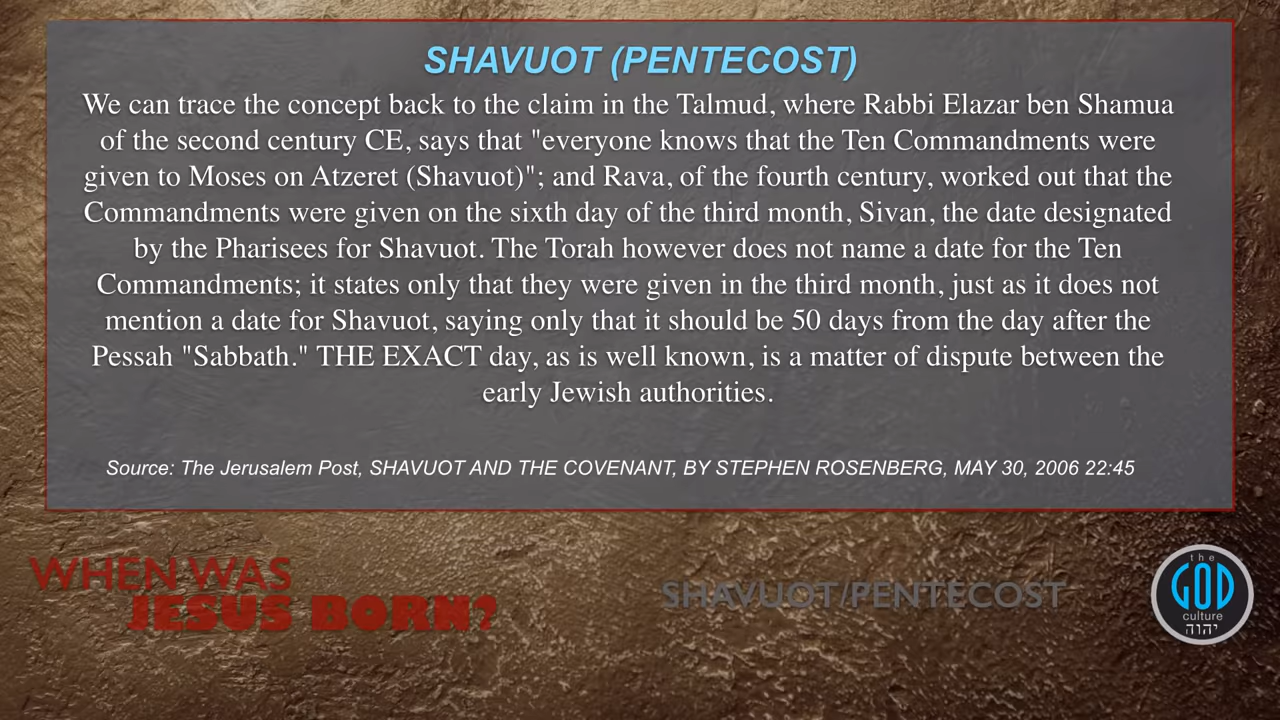 SHAVUOT (PENTECOST)
We can trace the concept back to the claim in the Talmud, where Rabbi Elazar ben Shamua
of the second century CE, says that "everyone knows that the Ten Commandments were
given to Moses on Atzeret (Shavuot)"; and Rava, of the fourth century, worked out that the
Commandments were given on the sixth day of the third month, Sivan, the date designated
by the Pharisees for Shavuot. The Torah however does not name a date for the Ten
Commandments; it states only that they were given in the third month, just as it does not
mention a date for Shavuot, saying only that it should be 50 days from the day after the
Pessah "Sabbath." THE EXACT day, as is well known, is a matter of dispute between the
early Jewish authorities.
Source: The Jerusalem Post, SHAVUOT AND THE COVENANT, BY STEPHEN ROSENBERG, MAY 30, 2006 22:45
WHEN WAS
JESUS BORN?
SHAVUOT/PENTECOST
the
GOD
culture
יהוה